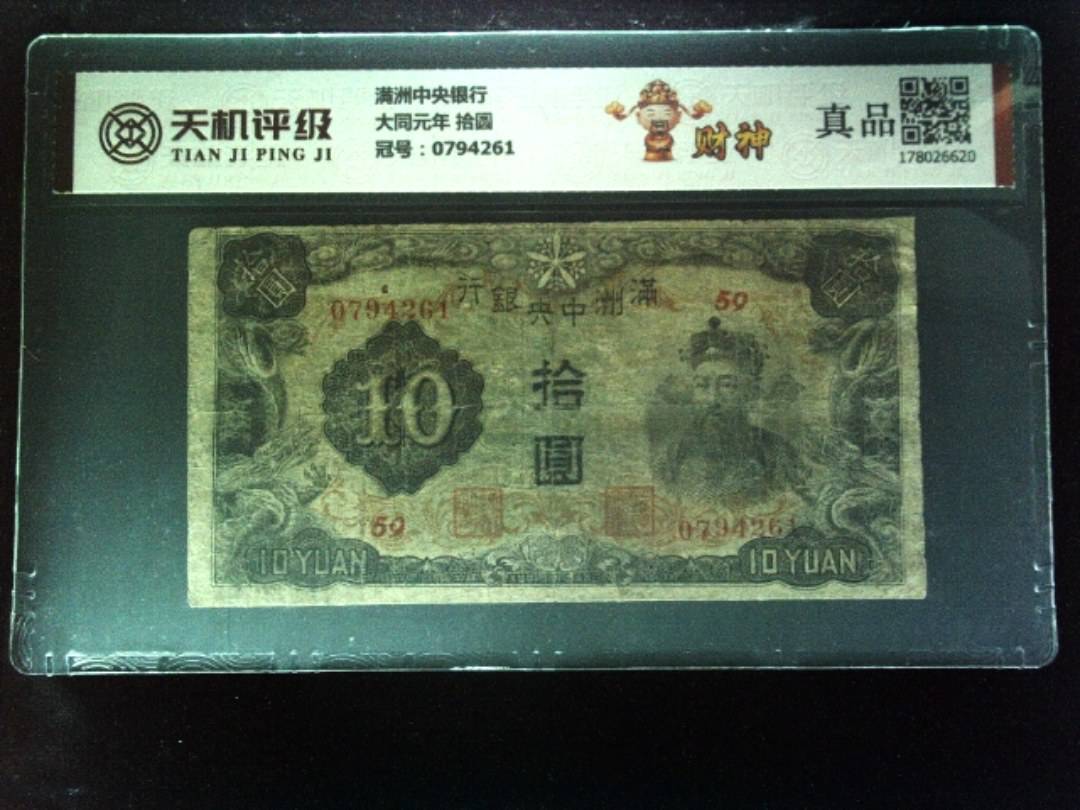 天机评级
TIAN JI PING JI
满洲中央银行
大同元年 拾圆
冠号：0794261
财神
真品
178026620
拾圓
拾圓
0794261
行銀央中洲滿
50
10
拾
圓
50
0794261
10 YUAN
10 YUAN